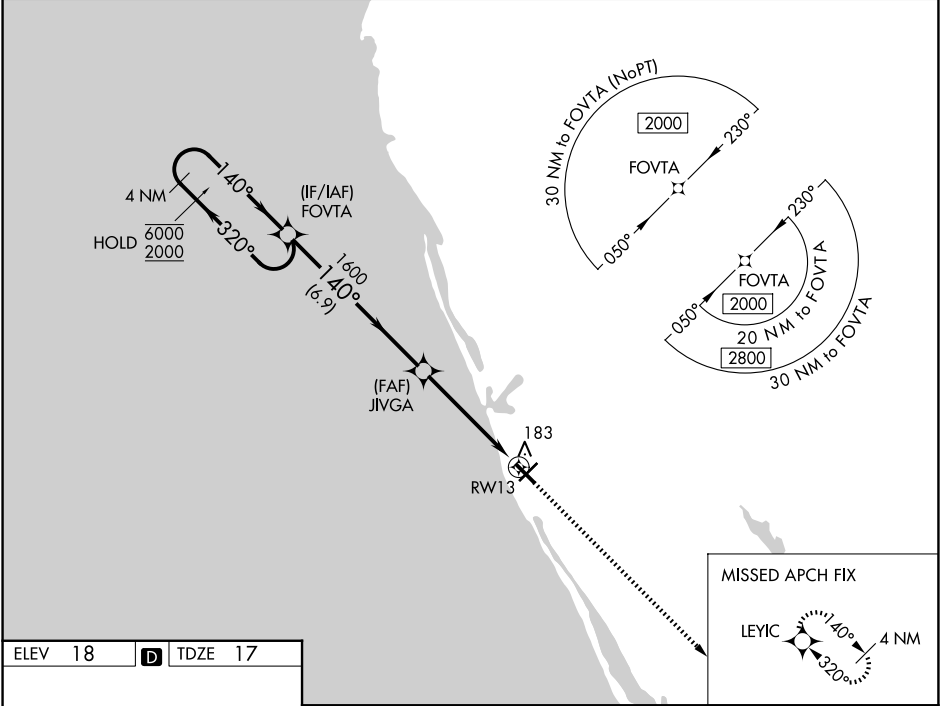 30 NM to FOVTA (NoPT)
2000
230°
FOVTA
050°
140°
4 NM
(IF/IAF)
FOVTA
HOLD
6000
2000
320°
1600
140°
(6.9)
230°
FOVTA
050°
2000
20 NM to FOVTA
2800
30 NM to FOVTA
(FAF)
JIVGA
183
RW13
MISSED APCH FIX
LEYIC
140°
4 NM
320°
ELEV 18 D TDZE 17